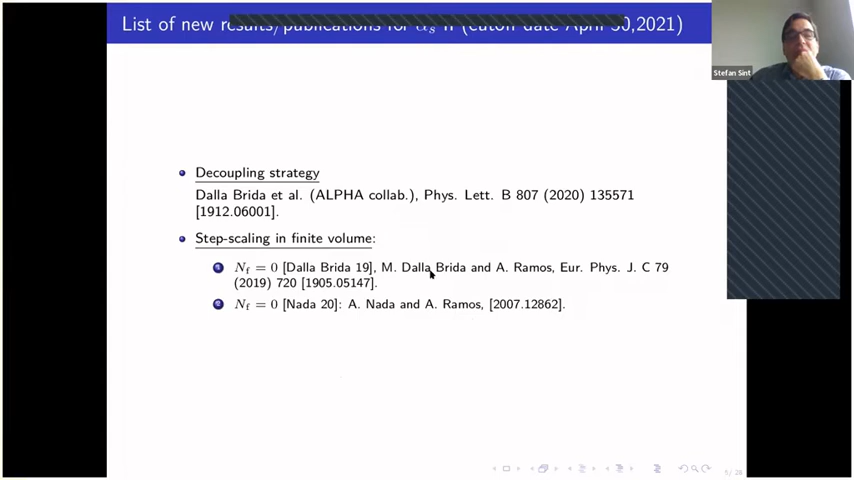 List of new results/publications for αs II (cutoff date April 30,2021)
Stefan Sint
Decoupling strategy
Dalla Brida et al. (ALPHA collab.), Phys. Lett. B 807 (2020) 135571
[1912.06001].
Step-scaling in finite volume:
1 Nf = 0 [Dalla Brida 19], M. Dalla Brida and A. Ramos, Eur. Phys. J. C 79
(2019) 720 [1905.05147].
2 Nf = 0 [Nada 20]: A. Nada and A. Ramos, [2007.12862].